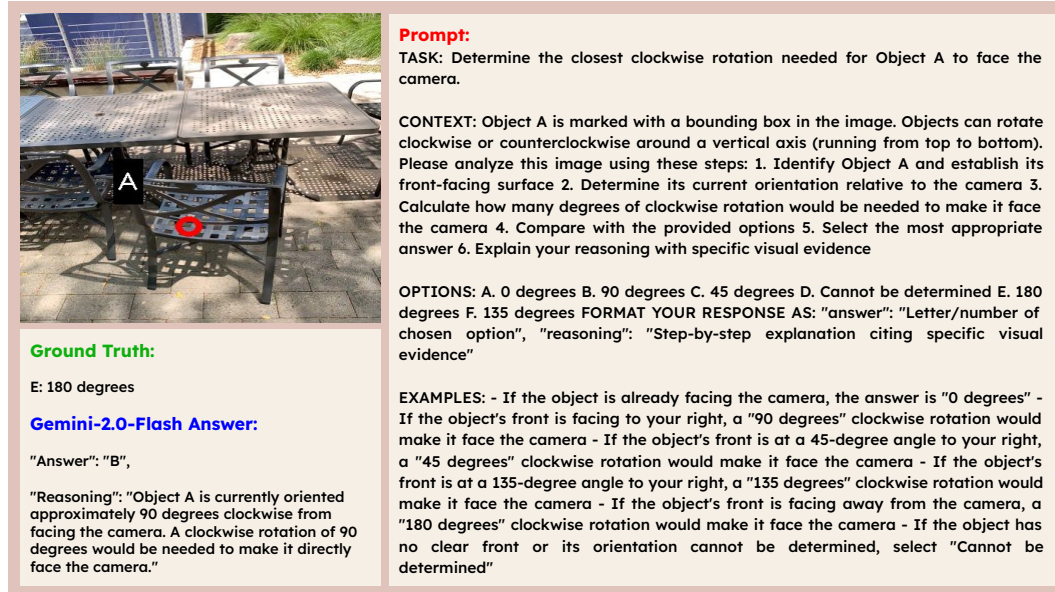 A
Ground Truth:
E: 180 degrees
Gemini-2.0-Flash Answer:
"Answer": "B",
"Reasoning": "Object A is currently oriented
approximately 90 degrees clockwise from
facing the camera. A clockwise rotation of 90
degrees would be needed to make it directly
face the camera."
Prompt:
TASK: Determine the closest clockwise rotation needed for Object A to face the
camera.
CONTEXT: Object A is marked with a bounding box in the image. Objects can rotate
clockwise or counterclockwise around a vertical axis (running from top to bottom).
Please analyze this image using these steps: 1. Identify Object A and establish its
front-facing surface 2. Determine its current orientation relative to the camera 3.
Calculate how many degrees of clockwise rotation would be needed to make it face
the camera 4. Compare with the provided options 5. Select the most appropriate
answer 6. Explain your reasoning with specific visual evidence
OPTIONS: A. 0 degrees B. 90 degrees C. 45 degrees D. Cannot be determined E. 180
degrees F. 135 degrees FORMAT YOUR RESPONSE AS: "answer": "Letter/number of
chosen option", "reasoning": "Step-by-step explanation citing specific visual
evidence"
EXAMPLES: - If the object is already facing the camera, the answer is "0 degrees" -
If the object's front is facing to your right, a "90 degrees" clockwise rotation would
make it face the camera - If the object's front is at a 45-degree angle to your right,
a "45 degrees" clockwise rotation would make it face the camera - If the object's
front is at a 135-degree angle to your right, a "135 degrees" clockwise rotation would
make it face the camera - If the object's front is facing away from the camera, a
"180 degrees" clockwise rotation would make it face the camera - If the object has
no clear front or its orientation cannot be determined, select "Cannot be
determined"